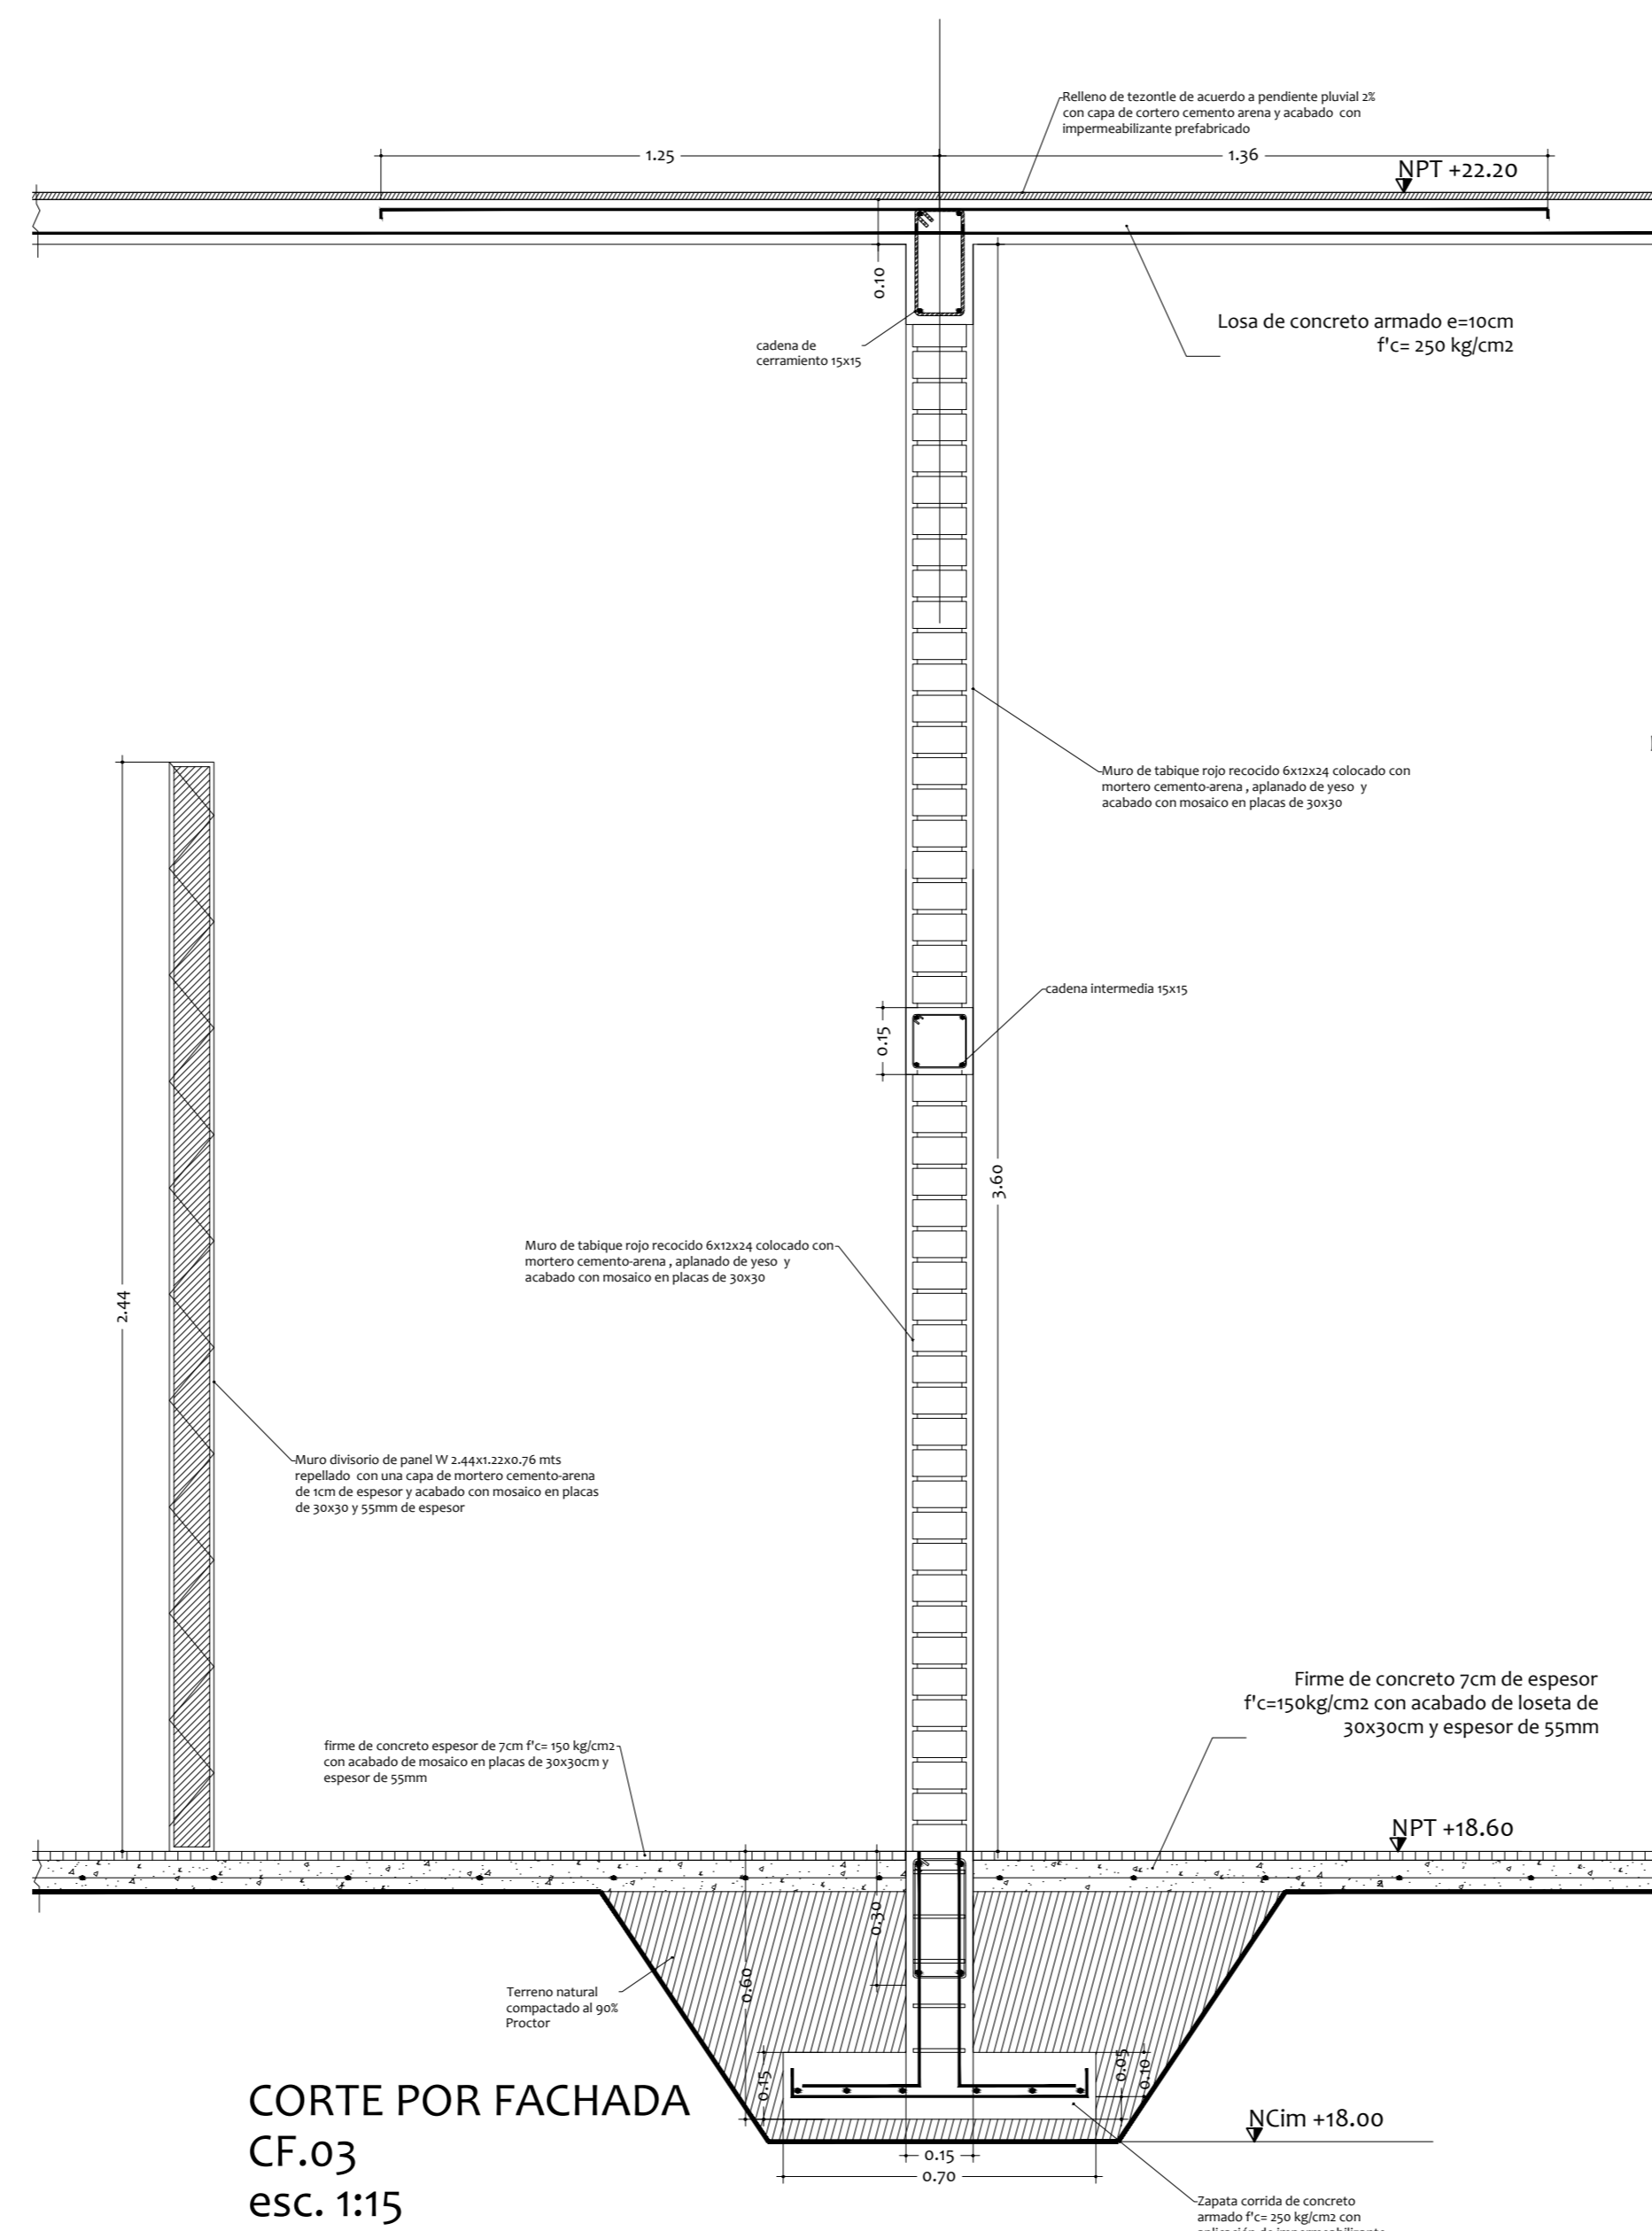 Relleno de tezontle de acuerdo a pendiente pluvial 2%
con capa de cortero cemento arena y acabado con
impermeabilizante prefabricado
1.25
1.36
NPT +22.20
0.10
cadena de
cerramiento 15x15
Losa de concreto armado e=10cm
f'c= 250 kg/cm2
Muro de tabique rojo recocido 6x12x24 colocado con
mortero cemento-arena , aplanado de yeso y
acabado con mosaico en placas de 30x30
cadena intermedia 15x15
0.15
3.60
Muro de tabique rojo recocido 6x12x24 colocado con
mortero cemento-arena , aplanado de yeso y
acabado con mosaico en placas de 30x30
2.44
Muro divisorio de panel W 2.44x1.22x0.76 mts
repellado con una capa de mortero cemento-arena
de 1cm de espesor y acabado con mosaico en placas
de 30x30 y 55mm de espesor
Firme de concreto 7cm de espesor
f'c=150kg/cm2 con acabado de loseta de
30x30cm y espesor de 55mm
firme de concreto espesor de 7cm f'c= 150 kg/cm2
con acabado de mosaico en placas de 30x30cm y
espesor de 55mm
NPT +18.60
0.30
0.60
Terreno natural
compactado al 90%
Proctor
0.15
0.05
0.10
CORTE POR FACHADA
CF.03
esc. 1:15
NCim +18.00
0.15
0.70
Zapata corrida de concreto
armado f'c= 250 kg/cm2 con
aplicación de impermeabilizante